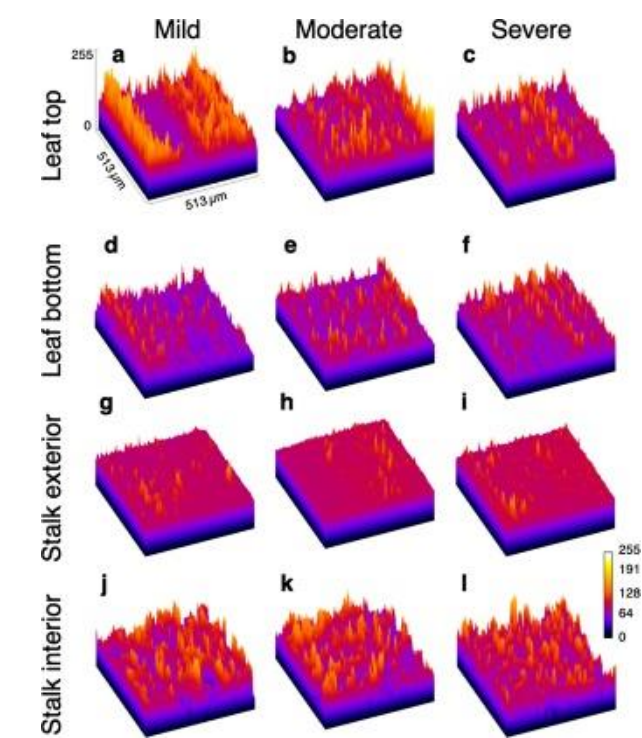 Mild Moderate Severe
Leaf top
a b c
255
0
513 µm
513 µm
Leaf bottom
d e f
Stalk exterior
g h i
Stalk interior
j k l
255
191
128
64
0